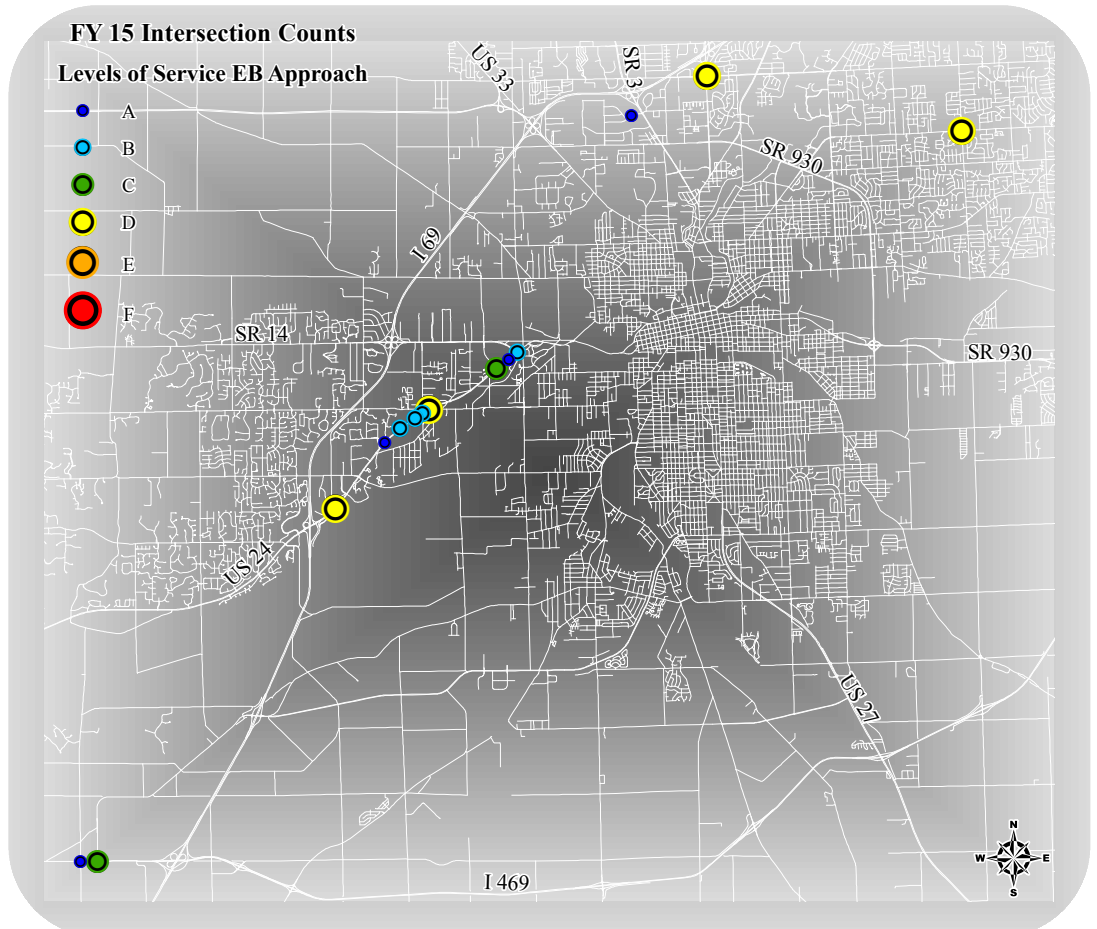 FY 15 Intersection Counts
Levels of Service EB Approach
A
B
C
D
E
F
US 33
SR 3
SR 930
I 69
SR 14
SR 930
US 24
US 27
I 469
N
W
E
S